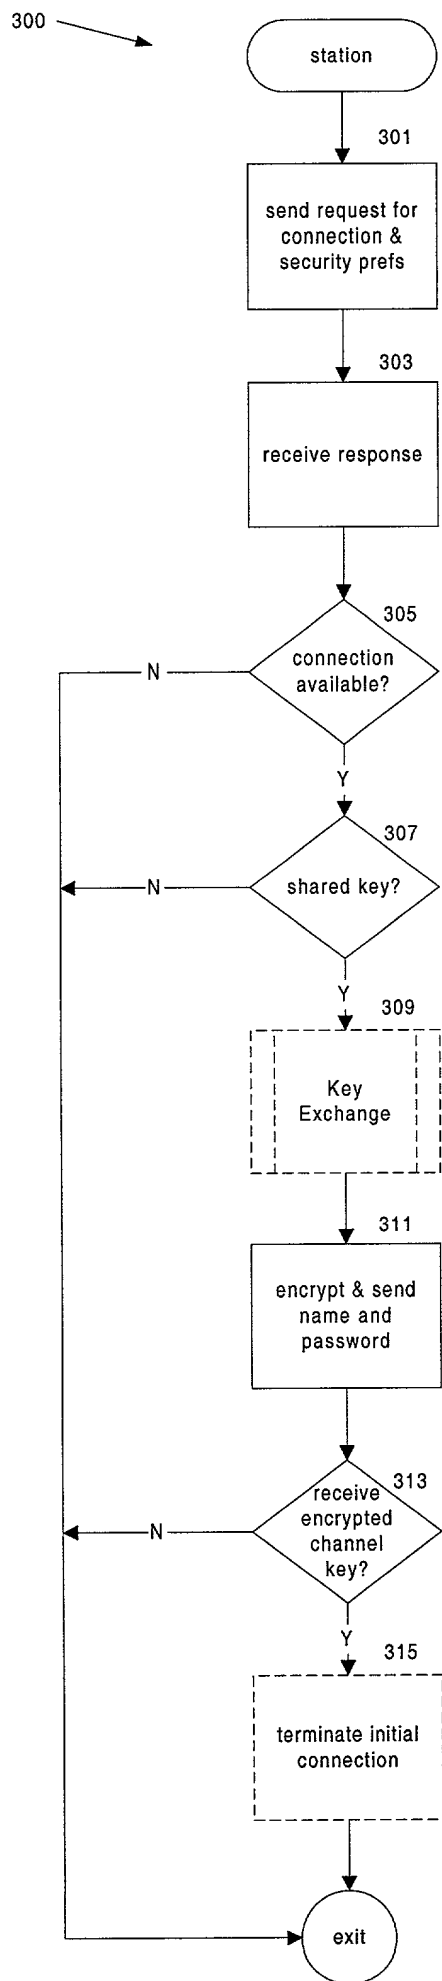 300
station
301
send request for
connection &
security prefs
303
receive response
305
connection
available?
N
Y
307
shared key?
N
Y
309
Key
Exchange
311
encrypt & send
name and
password
313
receive
encrypted
channel
key?
N
Y
315
terminate initial
connection
exit